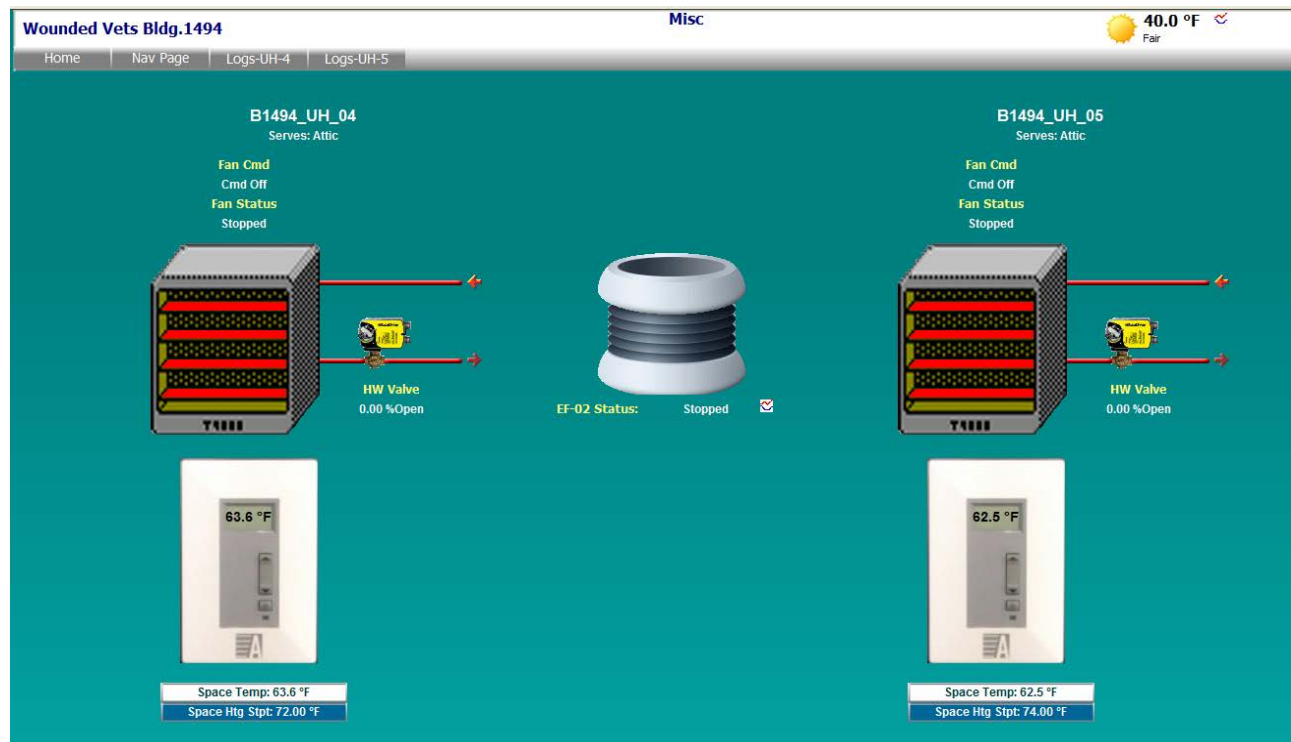 Wounded Vets Bldg.1494
Misc
40.0 °F
Fair
Home Nav Page Logs-UH-4 Logs-UH-5
B1494_UH_04
Serves: Attic
Fan Cmd
Cmd Off
Fan Status
Stopped
HW Valve
0.00 %Open
63.6 °F
Space Temp: 63.6 °F
Space Htg Stpt: 72.00 °F
EF-02 Status: Stopped
B1494_UH_05
Serves: Attic
Fan Cmd
Cmd Off
Fan Status
Stopped
HW Valve
0.00 %Open
62.5 °F
Space Temp: 62.5 °F
Space Htg Stpt: 74.00 °F